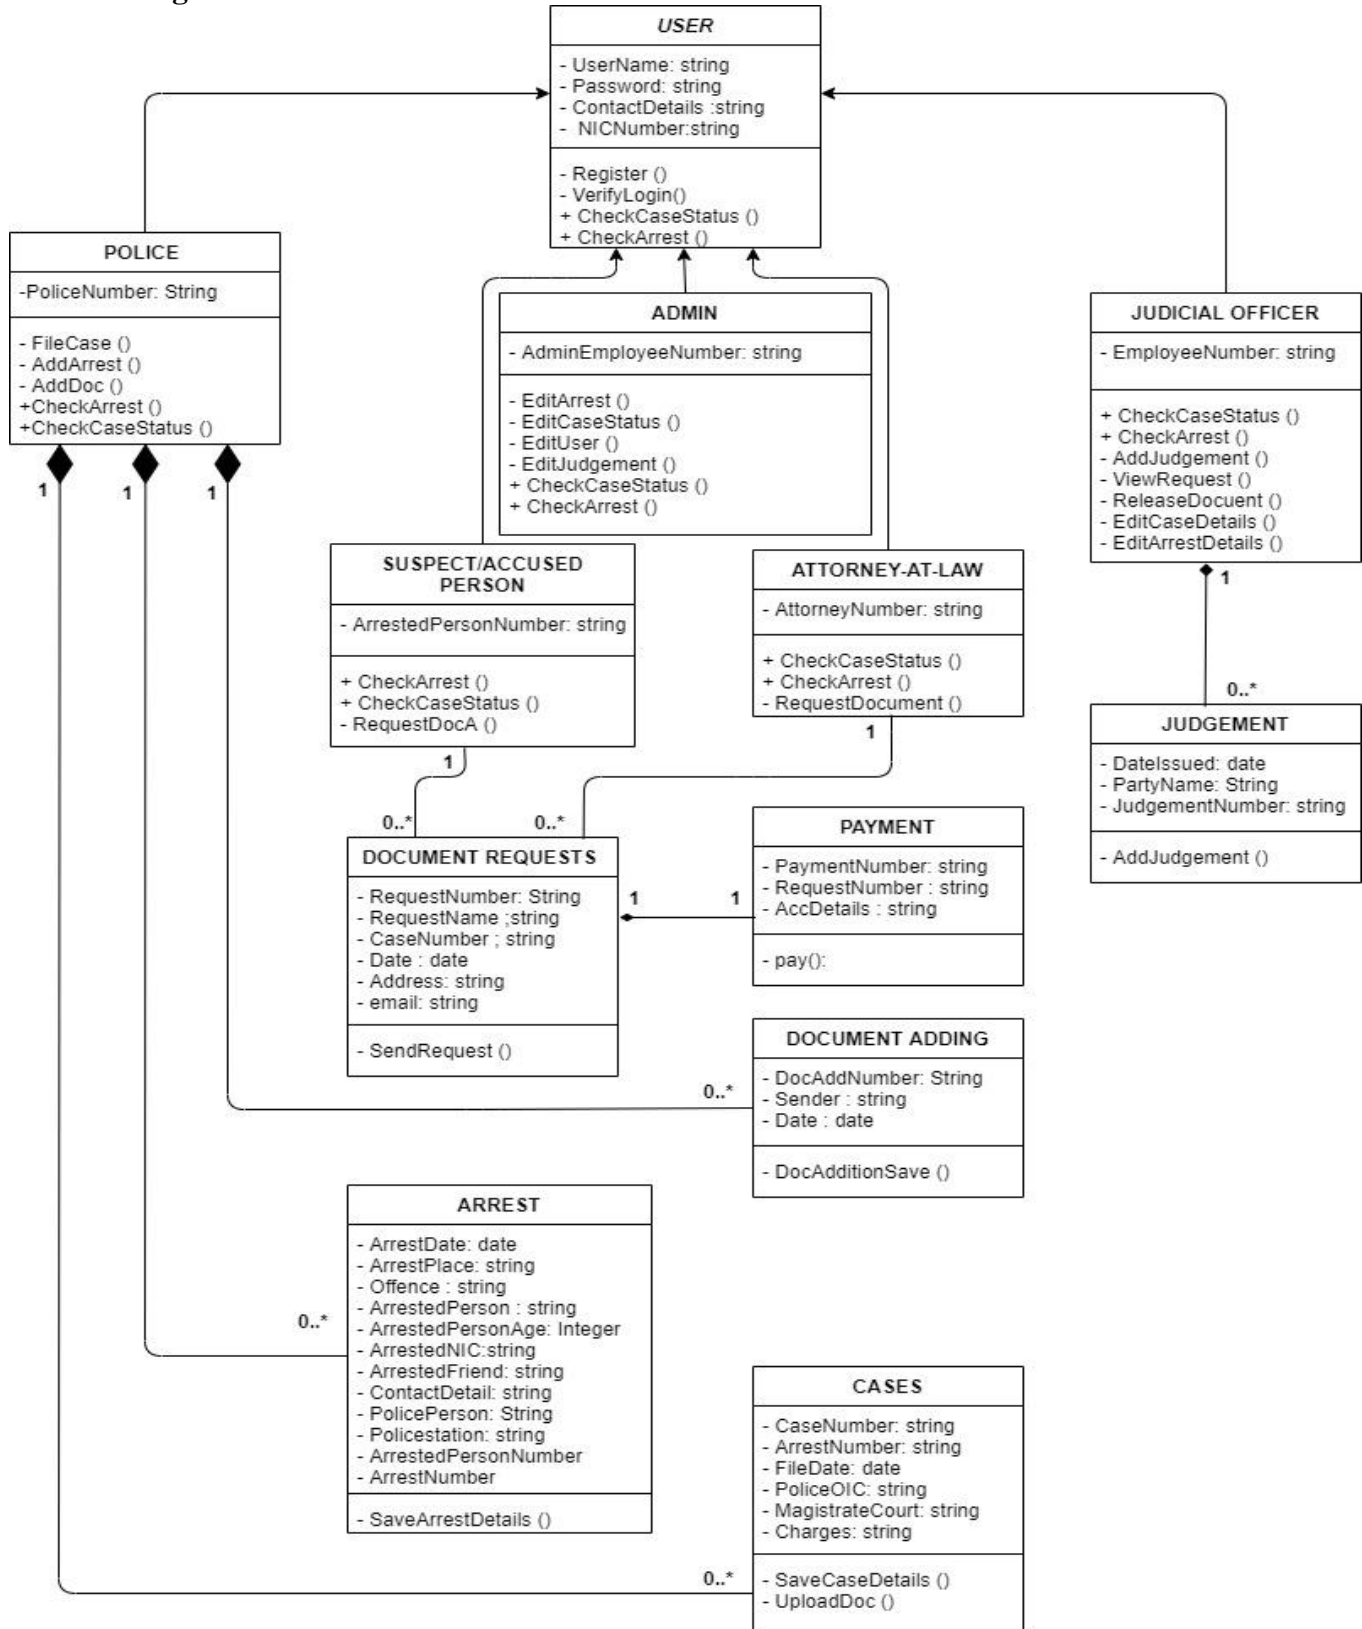 g
USER
- UserName: string
- Password: string
- ContactDetails :string
- NICNumber:string
- Register ()
- VerifyLogin()
+ CheckCaseStatus ()
+ CheckArrest ()
POLICE
-PoliceNumber: String
- FileCase ()
- AddArrest ()
- AddDoc ()
+CheckArrest ()
+CheckCaseStatus ()
1
1
1
ADMIN
- AdminEmployeeNumber: string
- EditArrest ()
- EditCaseStatus ()
- EditUser ()
- EditJudgement ()
+ CheckCaseStatus ()
+ CheckArrest ()
JUDICIAL OFFICER
- EmployeeNumber: string
+ CheckCaseStatus ()
+ CheckArrest ()
- AddJudgement ()
- ViewRequest ()
- ReleaseDocuent ()
- EditCaseDetails ()
- EditArrestDetails ()
1
0..*
SUSPECT/ACCUSED
PERSON
- ArrestedPersonNumber: string
+ CheckArrest ()
+ CheckCaseStatus ()
- RequestDocA ()
1
0..*
ATTORNEY-AT-LAW
- AttorneyNumber: string
+ CheckCaseStatus ()
+ CheckArrest ()
- RequestDocument ()
1
0..*
JUDGEMENT
- DateIssued: date
- PartyName: String
- JudgementNumber: string
- AddJudgement ()
DOCUMENT REQUESTS
- RequestNumber: String
- RequestName ;string
- CaseNumber ; string
- Date : date
- Address: string
- email: string
- SendRequest ()
1
1
PAYMENT
- PaymentNumber: string
- RequestNumber : string
- AccDetails : string
- pay():
0..*
DOCUMENT ADDING
- DocAddNumber: String
- Sender : string
- Date : date
- DocAdditionSave ()
0..*
ARREST
- ArrestDate: date
- ArrestPlace: string
- Offence : string
- ArrestedPerson : string
- ArrestedPersonAge: Integer
- ArrestedNIC:string
- ArrestedFriend: string
- ContactDetail: string
- PolicePerson: String
- Policestation: string
- ArrestedPersonNumber
- ArrestNumber
- SaveArrestDetails ()
0..*
CASES
- CaseNumber: string
- ArrestNumber: string
- FileDate: date
- PoliceOIC: string
- MagistrateCourt: string
- Charges: string
- SaveCaseDetails ()
- UploadDoc ()